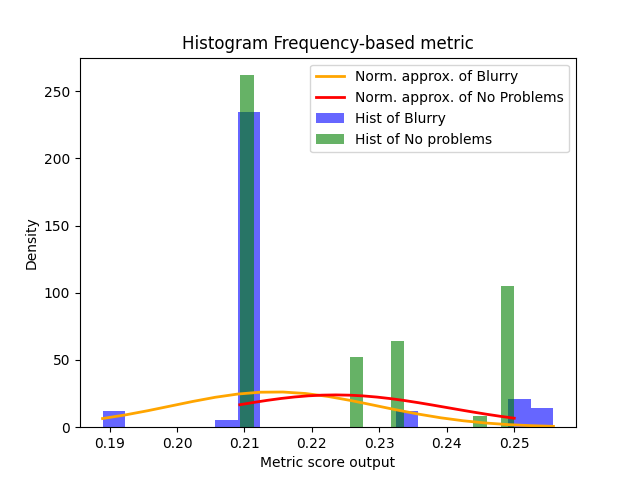 Histogram Frequency-based metric
Norm. approx. of Blurry
Norm. approx. of No Problems
Hist of Blurry
Hist of No problems
Density
250
200
150
100
50
0
0.19 0.20 0.21 0.22 0.23 0.24 0.25
Metric score output